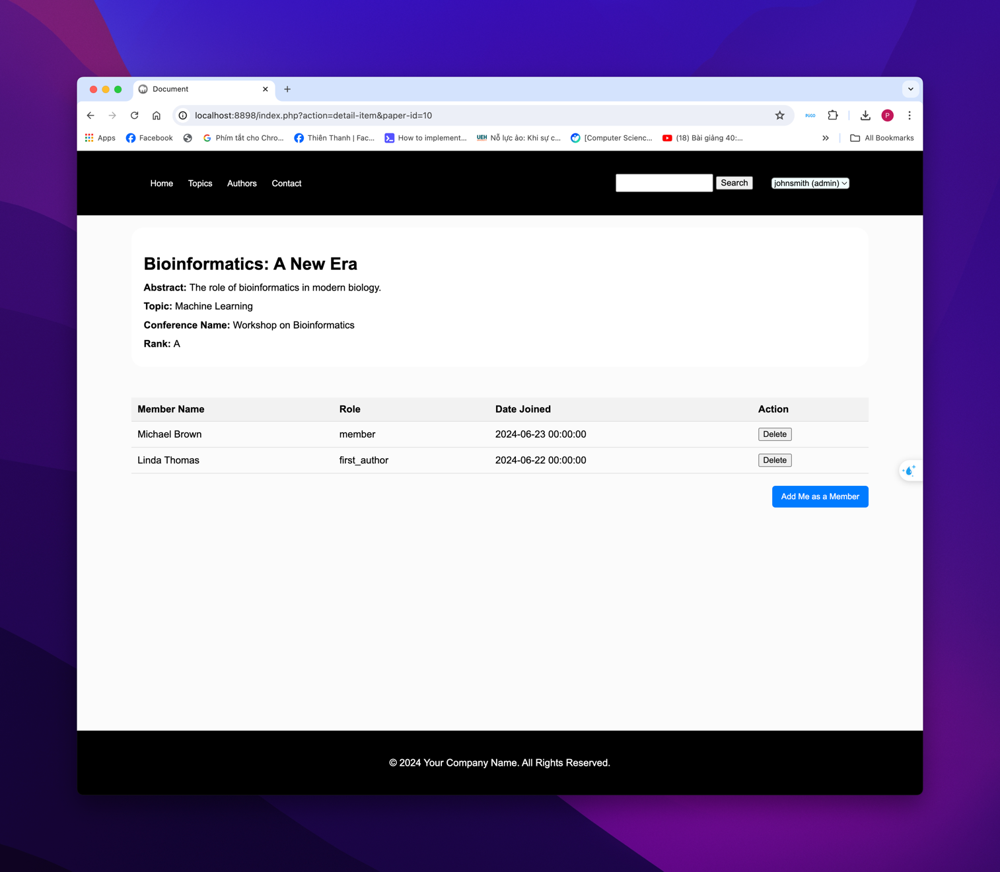 Document
localhost:8898/index.php?action=detail-item&paper-id=10
PUGO
P
Apps
Facebook
Phím tắt cho Chro...
Thiên Thanh | Fac...
How to implement...
UEH Nỗ lực ảo: Khi sự c...
[Computer Scienc...
(18) Bài giảng 40:...
All Bookmarks
Home Topics Authors Contact
Search
johnsmith (admin)
Bioinformatics: A New Era
Abstract: The role of bioinformatics in modern biology.
Topic: Machine Learning
Conference Name: Workshop on Bioinformatics
Rank: A
Member Name Role Date Joined Action
Michael Brown member 2024-06-23 00:00:00 Delete
Linda Thomas first_author 2024-06-22 00:00:00 Delete
Add Me as a Member
© 2024 Your Company Name. All Rights Reserved.